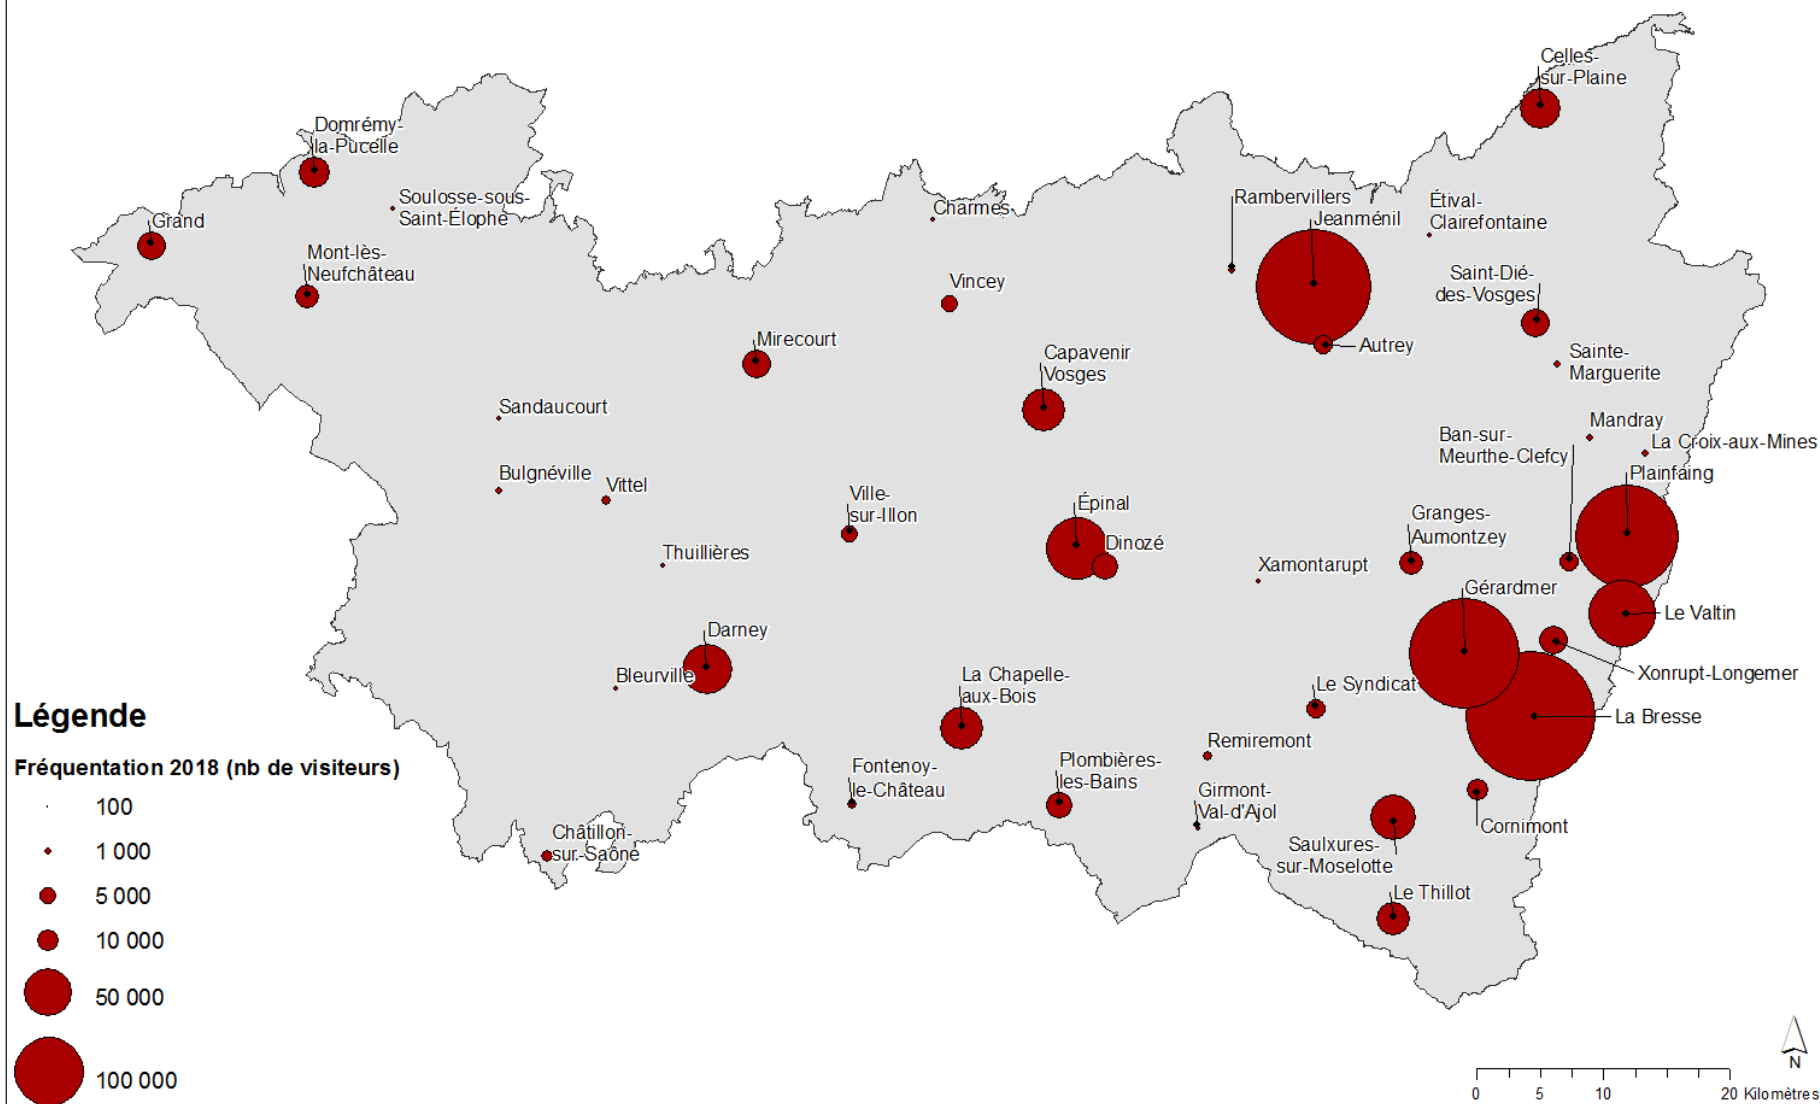 Celles-
sur-Plaine
Domrémy-
la-Pucelle
Soulosse-sous-
Saint-Élophe
Grand
Mont-lès-
Neufchâteau
Charmes
Rambervillers
Jeanménil
Étival-
Clairefontaine
Saint-Dié-
des-Vosges
Vincey
Mirecourt
Autrey
Capavenir
Vosges
Sainte-
Marguerite
Sandaucourt
Mandray
La Croix-aux-Mines
Ban-sur-
Meurthe-Clefcy
Plainfaing
Bulgnéville
Vittel
Ville-
sur-Illon
Épinal
Dinozé
Granges-
Aumontzey
Thuillières
Xamontarupt
Gérardmer
Le Valtin
Darney
Bleurville
La Chapelle-
aux-Bois
Le Syndicat
Xonrupt-Longemer
La Bresse
Remiremont
Fontenoy-
le-Château
Plombières-
les-Bains
Girmont-
Val-d'Ajol
Cornimont
Châtillon-
sur-Saône
Saulxures-
sur-Moselotte
Le Thillot
Légende
Fréquentation 2018 (nb de visiteurs)
100
1 000
5 000
10 000
50 000
100 000
N
0 5 10 20 Kilomètres